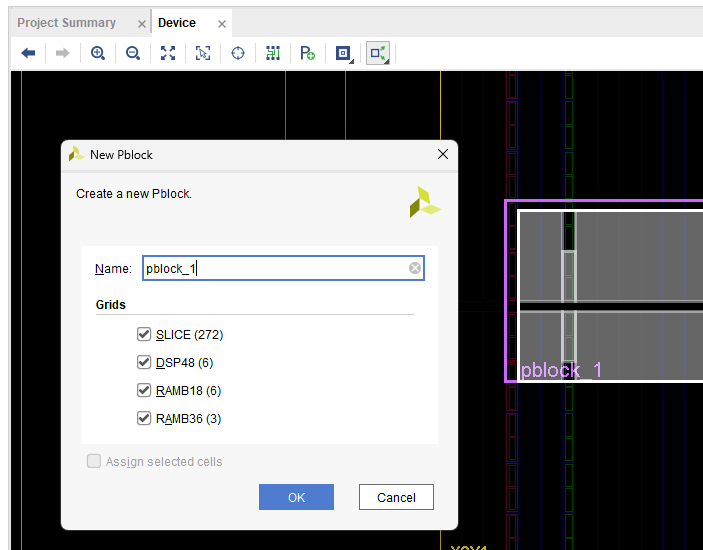 Project Summary
Device
New Pblock
Create a new Pblock.
Name: pblock_1
Grids
SLICE (272)
DSP48 (6)
RAMB18 (6)
RAMB36 (3)
Assign selected cells
OK
Cancel
pblock_1